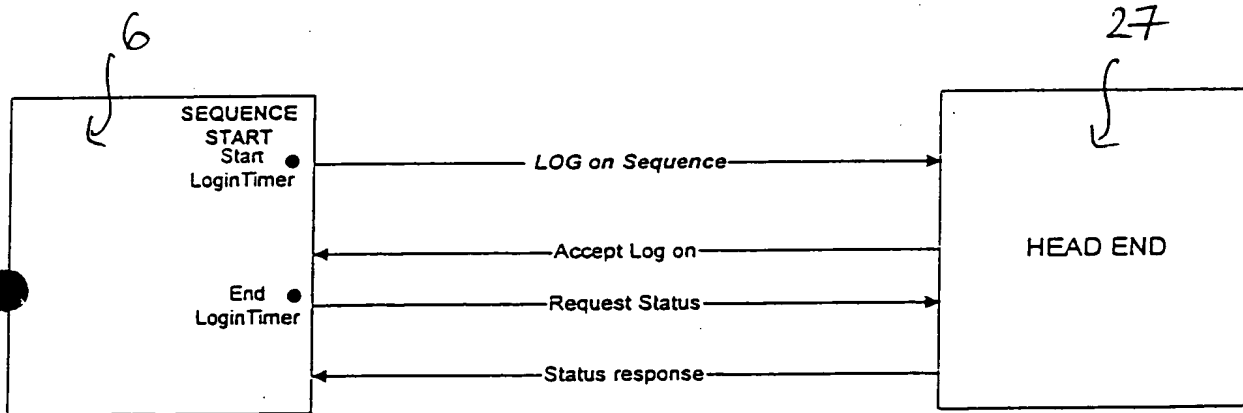 6
27
SEQUENCE
START
Start
LoginTimer
LOG on Sequence
Accept Log on
HEAD END
End
LoginTimer
Request Status
Status response